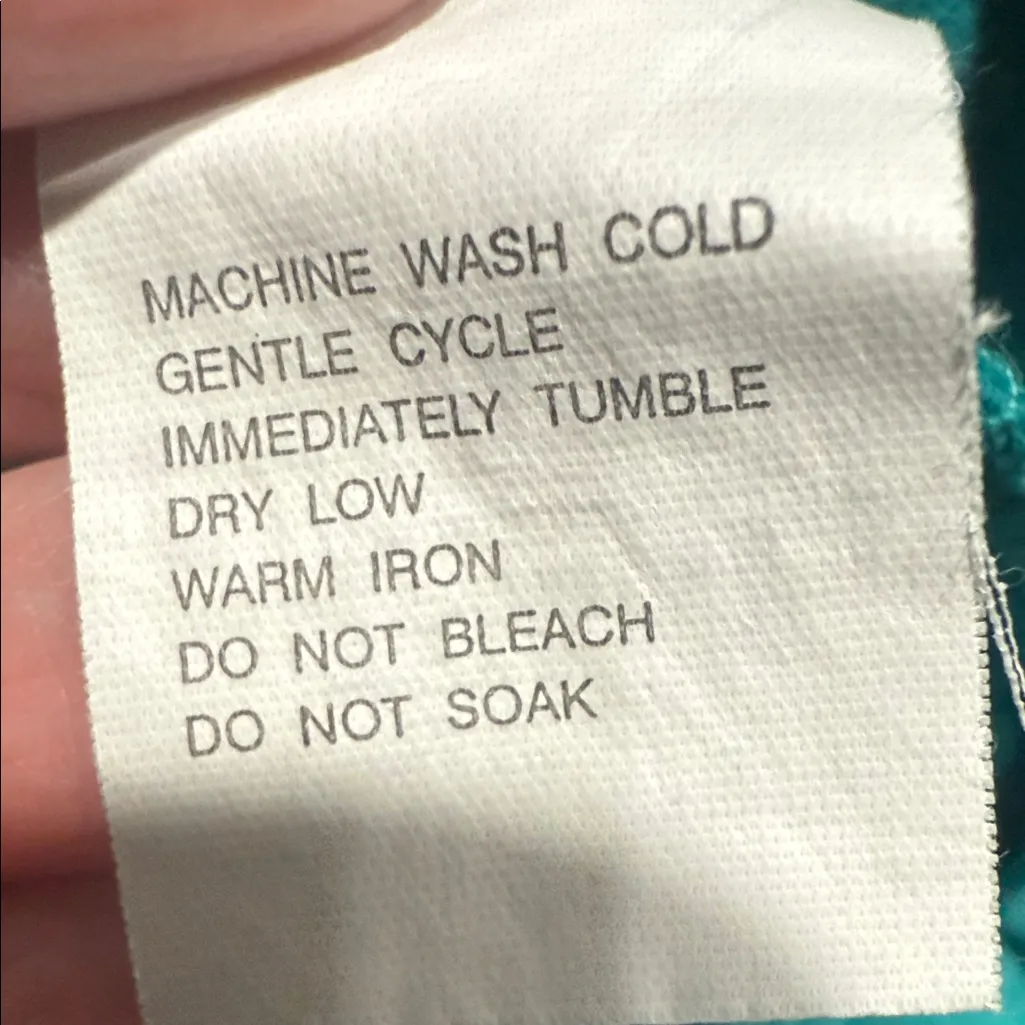 MACHINE WASH COLD
GENTLE CYCLE
IMMEDIATELY TUMBLE
DRY LOW
WARM IRON
DO NOT BLEACH
DO NOT SOAK